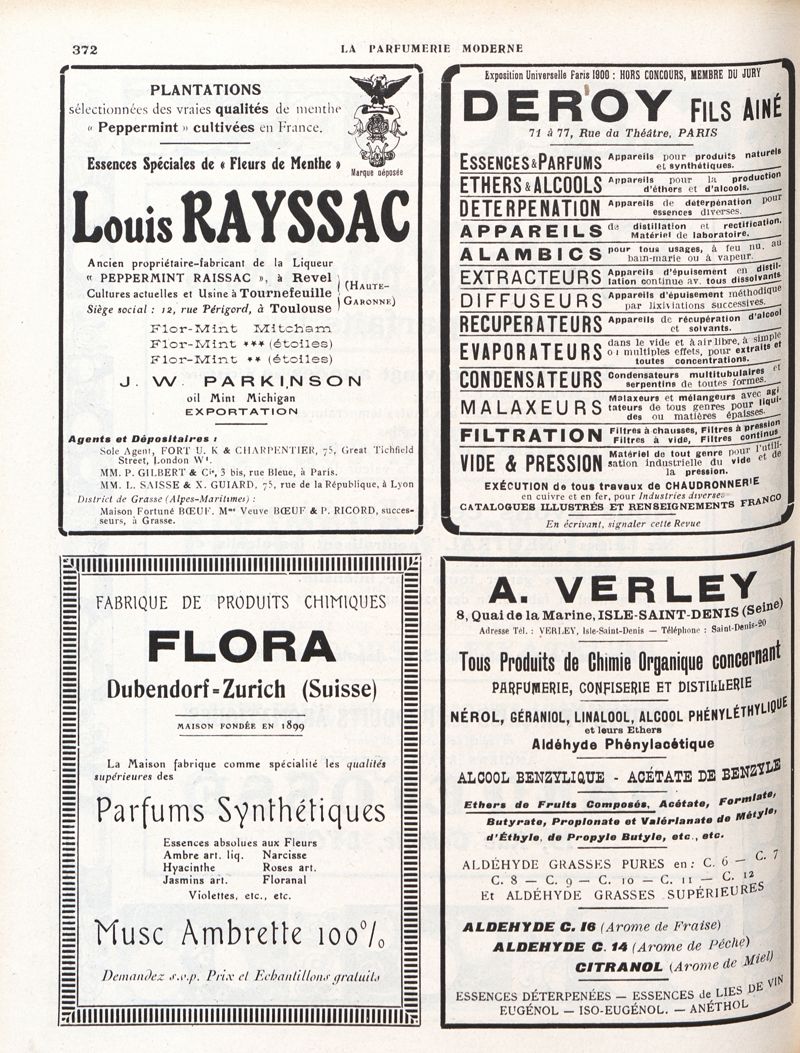 372
LA PARFUMERIE MODERNE
PLANTATIONS
sélectionnées des vraies qualités de menthe
« Peppermint » cultivées en France.
Marque déposée
Essences Spéciales de « Fleurs de Menthe »
Louis RAYSSAC
Ancien propriétaire-fabricant de la Liqueur
« PEPPERMINT RAISSAC », à Revel
Cultures actuelles et Usine à Tournefeuille
Siège social : 12, rue Périgord, à Toulouse
(HAUTE-
GARONNE)
Flor-Mint Mitcham
Flor-Mint *** (étoiles)
Flor-Mint ** (étoiles)
J. W. PARKINSON
oil Mint Michigan
EXPORTATION
Agents et Dépositaires :
Sole Agent, FORT U. K & CHARPENTIER, 75, Great Tichfield
Street, London W¹.
MM. P. GILBERT & Cie, 3 bis, rue Bleue, à Paris.
MM. L. SAISSE & X. GUIARD, 75, rue de la République, à Lyon
District de Grasse (Alpes-Maritimes) :
Maison Fortuné BŒUF. Mme Veuve BŒUF & P. RICORD, succes-
seurs, à Grasse.
Exposition Universelle Paris 1900 : HORS CONCOURS, MEMBRE DU JURY
DEROY FILS AINÉ
71 à 77, Rue du Théâtre, PARIS
ESSENCES & PARFUMS Appareils pour produits naturels
et synthétiques.
ETHERS & ALCOOLS Appareils pour la production
d'éthers et d'alcools.
DETERPENATION Appareils de deterpénation pour
essences diverses.
APPAREILS de distillation et rectification.
Matériel de laboratoire.
ALAMBICS pour tous usages, à feu nu, au
bain-marie ou à vapeur.
EXTRACTEURS Appareils d'épuisement en distil-
lation continue av. tous dissolvants
DIFFUSEURS Appareils d'épuisement méthodique
par lixiviations successives.
RECUPERATEURS Appareils de récupération d'alcool
et solvants.
EVAPORATEURS dans le vide et à air libre, à simple
ou multiples effets, pour extraits et
toutes concentrations.
CONDENSATEURS Condensateurs multitubulaires et
serpentins de toutes formes.
MALAXEURS Malaxeurs et mélangeurs avec agi
tateurs de tous genres pour liqui-
des ou matières épaisses.
FILTRATION Filtres à chausses, Filtres à pression
Filtres à vide, Filtres continus
VIDE & PRESSION Matériel de tout genre pour l'utili-
sation industrielle du vide et de
la pression.
EXÉCUTION de tous travaux de CHAUDRONNERIE
en cuivre et en fer, pour Industries diverses.
CATALOGUES ILLUSTRÉS ET RENSEIGNEMENTS FRANCO
En écrivant, signaler cette Revue
FABRIQUE DE PRODUITS CHIMIQUES
FLORA
Dubendorf=Zurich (Suisse)
MAISON FONDÉE EN 1899
La Maison fabrique comme spécialité les qualités
supérieures des
Parfums Synthétiques
Essences absolues aux Fleurs
Ambre art. liq. Narcisse
Hyacinthe Roses art.
Jasmins art. Floranal
Violettes, etc., etc.
Musc Ambrette 100%
Demandez s.v.p. Prix et Echantillons gratuits
A. VERLEY
8, Quai de la Marine, ISLE-SAINT-DENIS (Seine)
Adresse Tél. : VERLEY, Isle-Saint-Denis — Téléphone : Saint-Denis-20
Tous Produits de Chimie Organique concernant
PARFUMERIE, CONFISERIE ET DISTILLERIE
NÉROL, GÉRANIOL, LINALOOL, ALCOOL PHÉNYLÉTHYLIQUE
et leurs Ethers
Aldéhyde Phénylacétique
ALCOOL BENZYLIQUE - ACÉTATE DE BENZYLE
Ethers de Fruits Composés, Acétate, Formiate,
Butyrate, Propionate et Valérianate de Métyle,
d'Éthyle, de Propyle Butyle, etc., etc.
ALDÉHYDE GRASSES PURES en : C. 6 — C. 7
C. 8 — C. 9 — C. 10 — C. 11 — C. 12
Et ALDÉHYDE GRASSES SUPÉRIEURES
ALDEHYDE C. 16 (Arome de Fraise)
ALDEHYDE C. 14 (Arome de Pêche)
CITRANOL (Arome de Miel)
ESSENCES DÉTERPENÉES — ESSENCES de LIES DE VIN
EUGÉNOL — ISO-EUGÉNOL. — ANÉTHOL